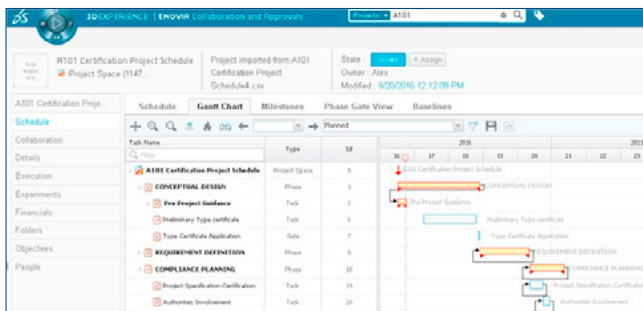 3DEXPERIENCE | ENOVIA Collaboration and Approvals
Projects A101
A101 Certification Project Schedule
Project Space (1147...
Project imported from:A101
Certification Project
Schedule4.csv
State : Create + Assign
Owner : Alex
Modified : 9/20/2016 12:12:09 PM
A101 Certification Proje...
Schedule
Collaboration
Details
Execution
Experiments
Financials
Folders
Objectives
People
Schedule Gantt Chart Milestones Phase Gate View Baselines
Planned
Task Name Type Id
2016
16 17 18 19 20 21 22 23
A101 Certification Project Schedule Project Space 0 A101 Certification Project Schedule
CONCEPTUAL DESIGN Phase 1 CONCEPTUAL DESIGN
Pre Project Guidance Task 2 Pre Project Guidance
Preliminary Type certificate Task 6 Preliminary Type certificate
Type Certificate Application Gate 7 Type Certificate Application
REQUIREMENT DEFINITION Phase 8 REQUIREMENT DEFINITION
COMPLIANCE PLANNING Phase 18 COMPLIANCE PLANNING
Project Specification Certification Task Project Specification Certificatio
Authorities Involvement Task Authorities Involvement